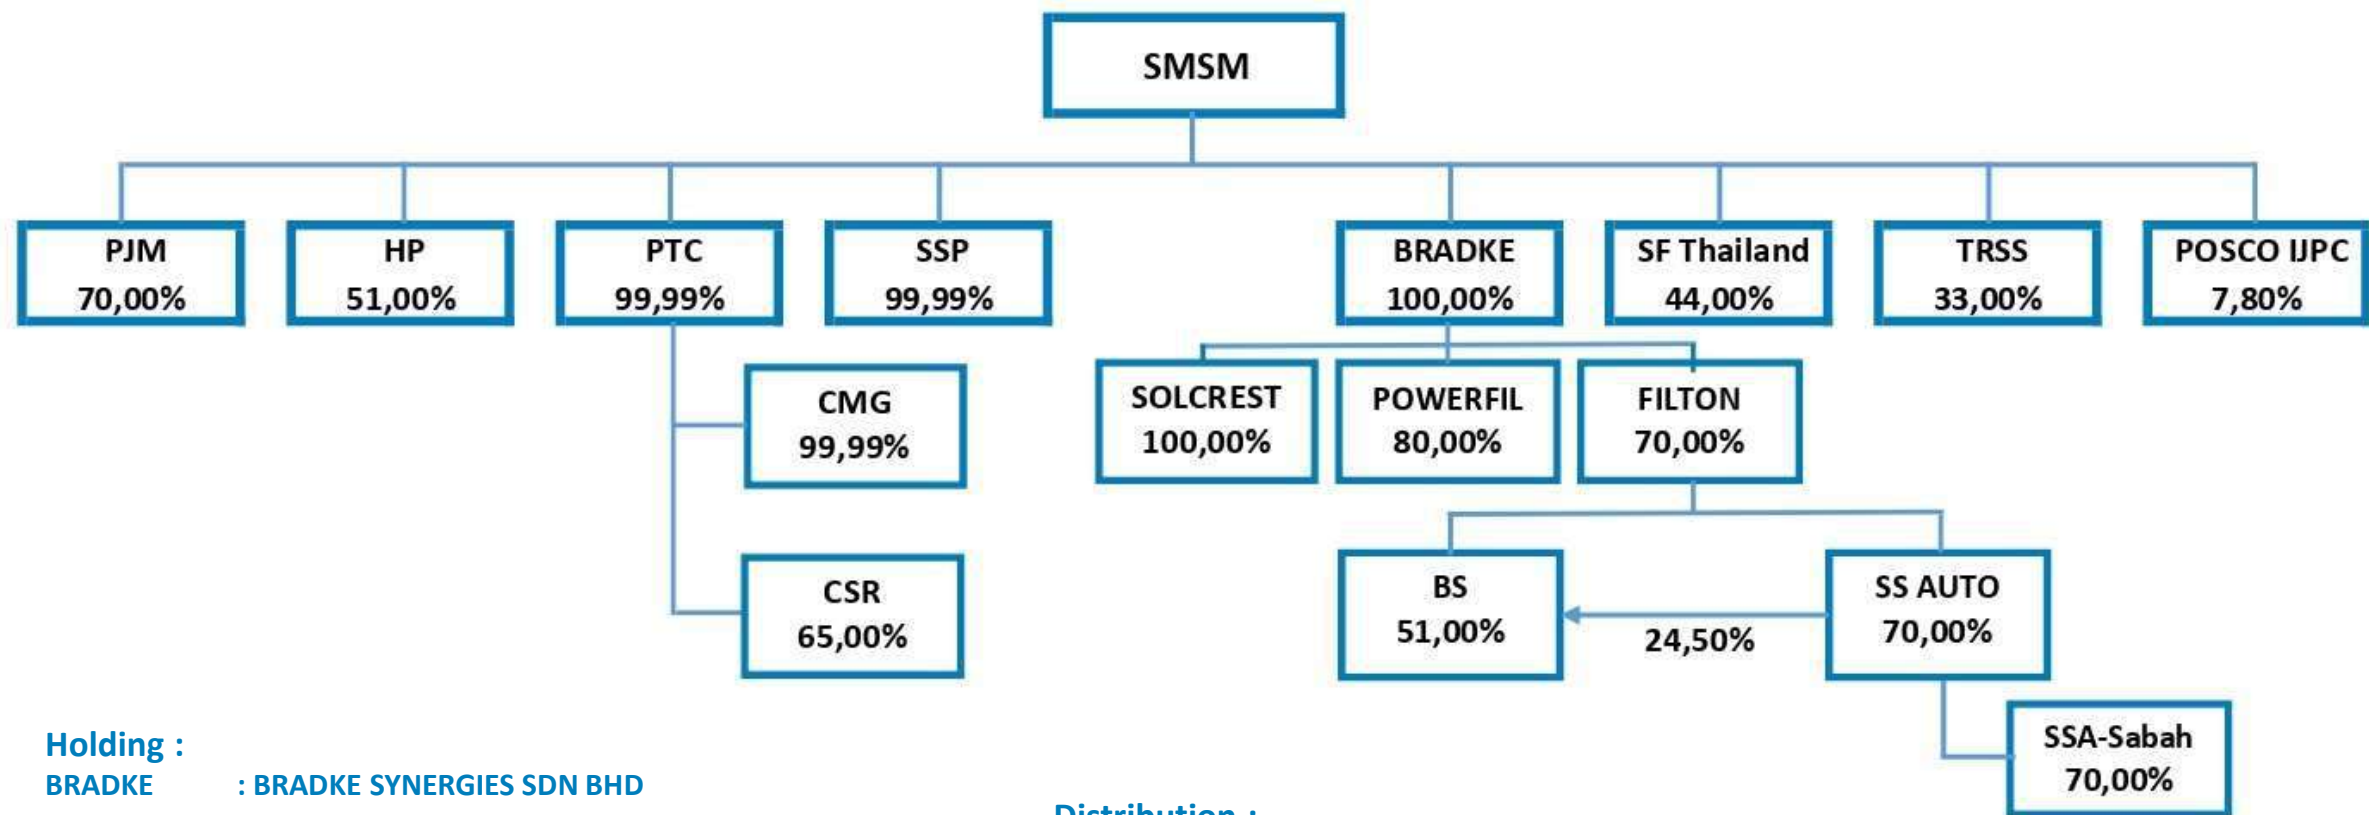 SMSM
PJM
70,00%
HP
51,00%
PTC
99,99%
SSP
99,99%
BRADKE
100,00%
SF Thailand
44,00%
TRSS
33,00%
POSCO IJPC
7,80%
CMG
99,99%
CSR
65,00%
SOLCREST
100,00%
POWERFIL
80,00%
FILTON
70,00%
BS
51,00%
24,50%
SS AUTO
70,00%
SSA-Sabah
70,00%
Holding :
BRADKE : BRADKE SYNERGIES SDN BHD
Distribution :